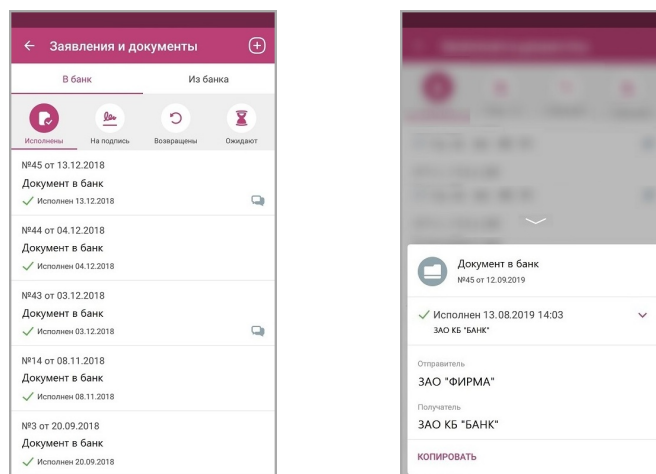 Заявления и документы
В банк
Из банка
Исполнены
На подпись
Возвращены
Ожидают
№45 от 13.12.2018
Документ в банк
Исполнен 13.12.2018
№44 от 04.12.2018
Документ в банк
Исполнен 04.12.2018
№43 от 03.12.2018
Документ в банк
Исполнен 03.12.2018
№14 от 08.11.2018
Документ в банк
Исполнен 08.11.2018
№3 от 20.09.2018
Документ в банк
Исполнен 20.09.2018
Документ в банк
№45 от 12.09.2019
Исполнен 13.08.2019 14:03
ЗАО КБ "БАНК"
Отправитель
ЗАО "ФИРМА"
Получатель
ЗАО КБ "БАНК"
КОПИРОВАТЬ